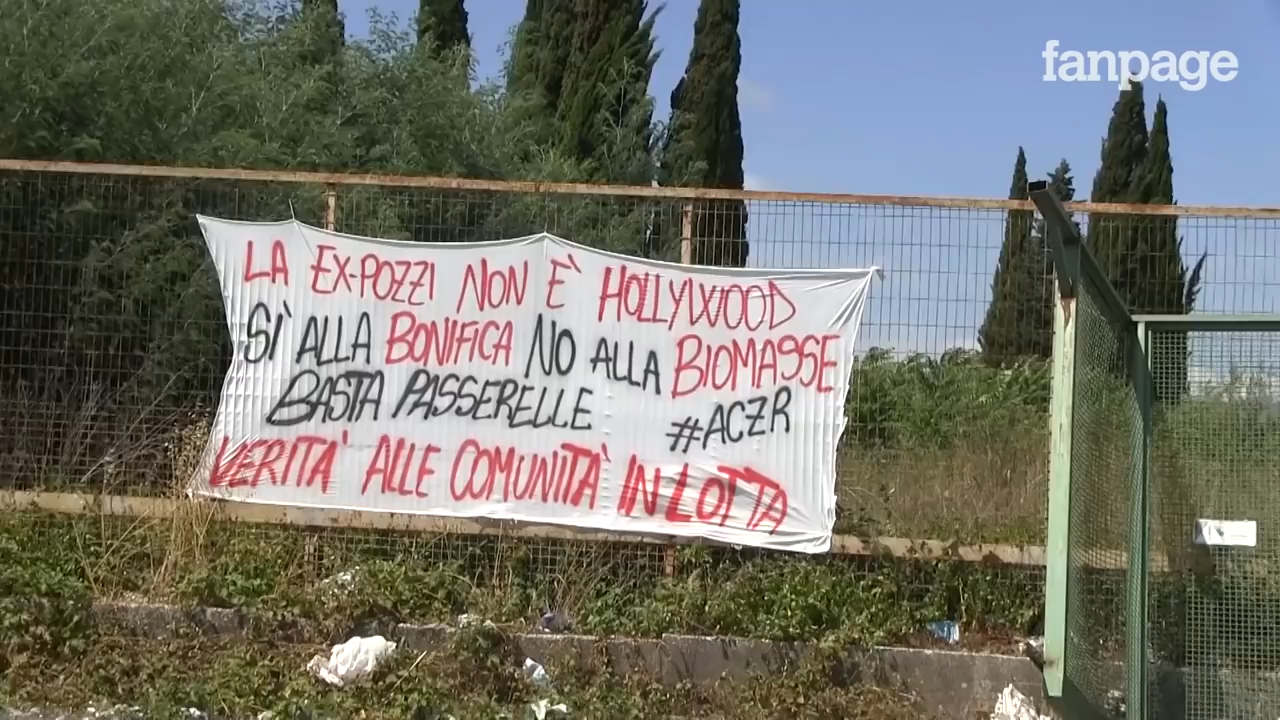 fanpage
LA EX-POZZI NON È HOLLYWOOD
SÌ ALLA BONIFICA NO ALLA BIOMASSE
BASTA PASSERELLE #ACZR
VERITA' ALLE COMUNITA' IN LOTTA